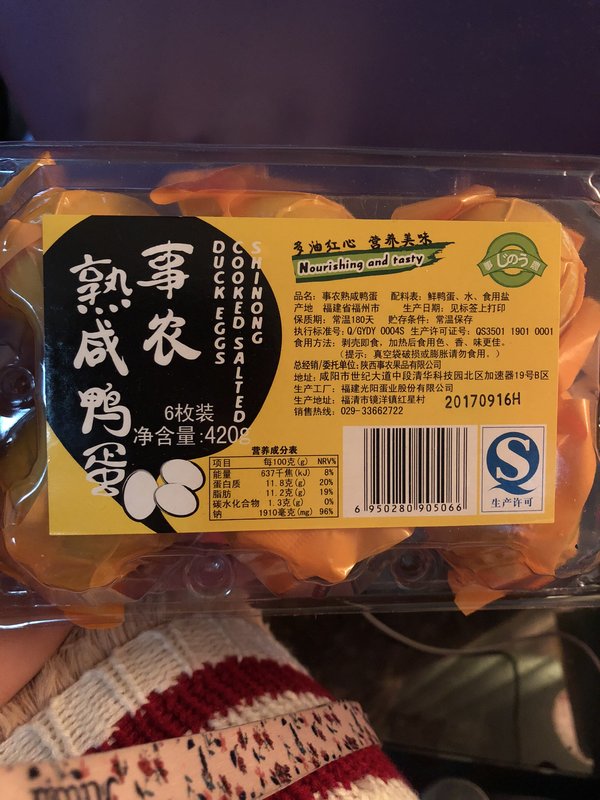 事农
熟咸鸭蛋
SHINONG
COOKED SALTED
DUCK EGGS
6枚装
净含量:420g
多油红心 营养美味
Nourishing and tasty
事 じのう 農
品名: 事农熟咸鸭蛋 配料表: 鲜鸭蛋、水、食用盐
产地 福建省福州市 生产日期: 见标签上打印
保质期: 常温180天 贮存条件: 常温保存
执行标准号:Q/GYDY 0004S 生产许可证号: QS3501 1901 0001
食用方法: 剥壳即食, 加热后食用色、香、味更佳。
(提示: 真空袋破损或膨胀请勿食用。)
总经销/委托单位:陕西事农果品有限公司
地址: 咸阳市世纪大道中段清华科技园北区加速器19号B区
生产工厂: 福建光阳蛋业股份有限公司
生产地址: 福清市镜洋镇红星村
销售热线: 029-33662722
20170916H
营养成分表
项目 每100克(g) NRV%
能量 637千焦(kJ) 8%
蛋白质 11.8克(g) 20%
脂肪 11.2克(g) 19%
碳水化合物 1.3克(g) 0%
钠 1910毫克(mg) 96%
6 950280 905066
生产许可